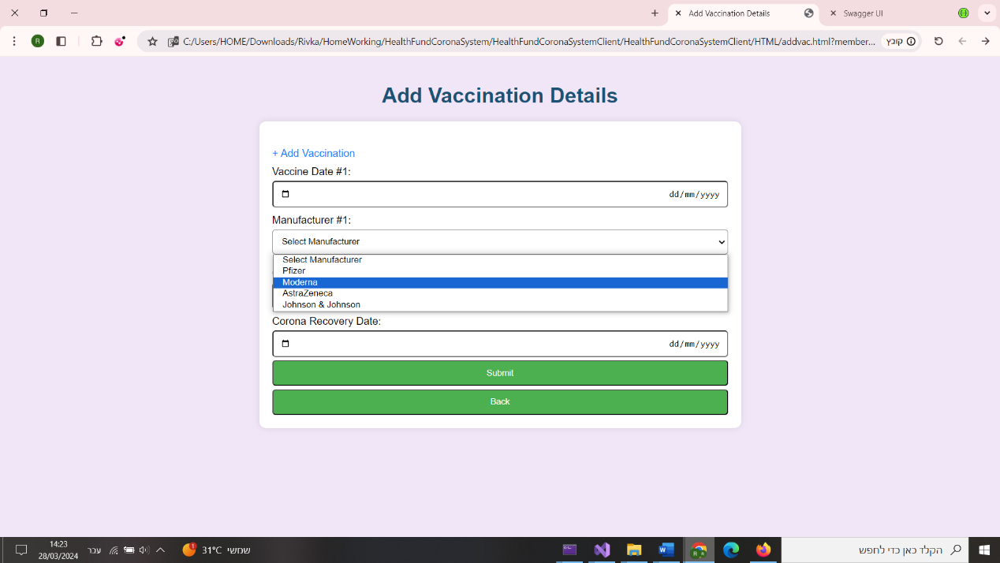 Add Vaccination Details
Swagger UI
R
C:/Users/HOME/Downloads/Rivka/HomeWorking/HealthFundCoronaSystem/HealthFundCoronaSystemClient/HealthFundCoronaSystemClient/HTML/addvac.html?member...
קובץ
Add Vaccination Details
+ Add Vaccination
Vaccine Date #1:
dd/mm/yyyy
Manufacturer #1:
Select Manufacturer
Select Manufacturer
Pfizer
Moderna
AstraZeneca
Johnson & Johnson
Corona Recovery Date:
dd/mm/yyyy
Submit
Back
14:23
28/03/2024
עבר
1
31°C שמשי
W
הקלד כאן כדי לחפש